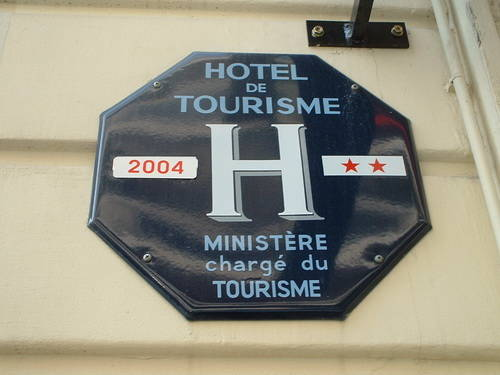 HOTEL
DE
TOURISME
2004
H
MINISTÈRE
chargé du
TOURISME